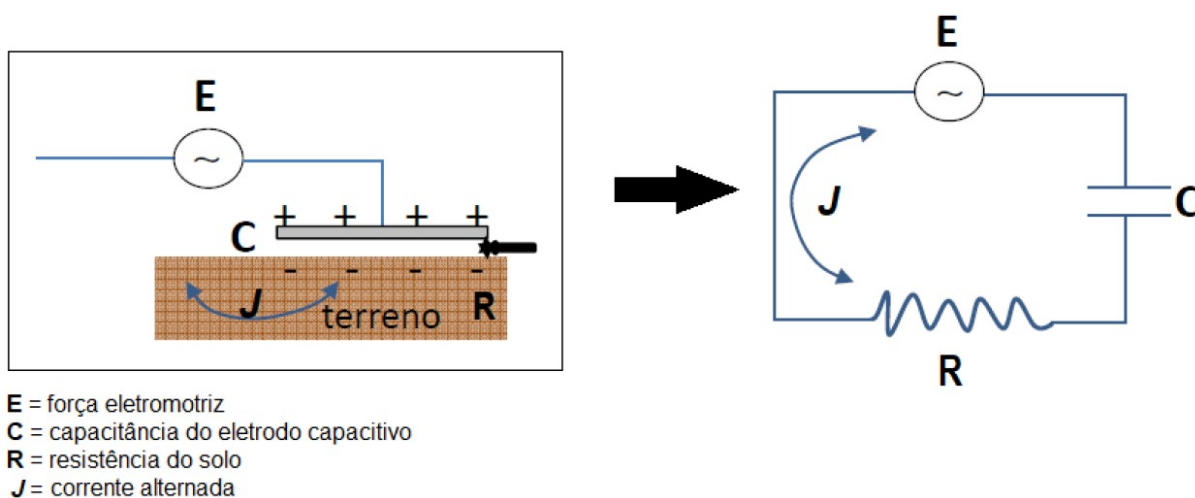 E
~
+ + + +
C
- - - -
J
terreno
R
E
~
J
C
R
E = força eletromotriz
C = capacitância do eletrodo capacitivo
R = resistência do solo
J = corrente alternada